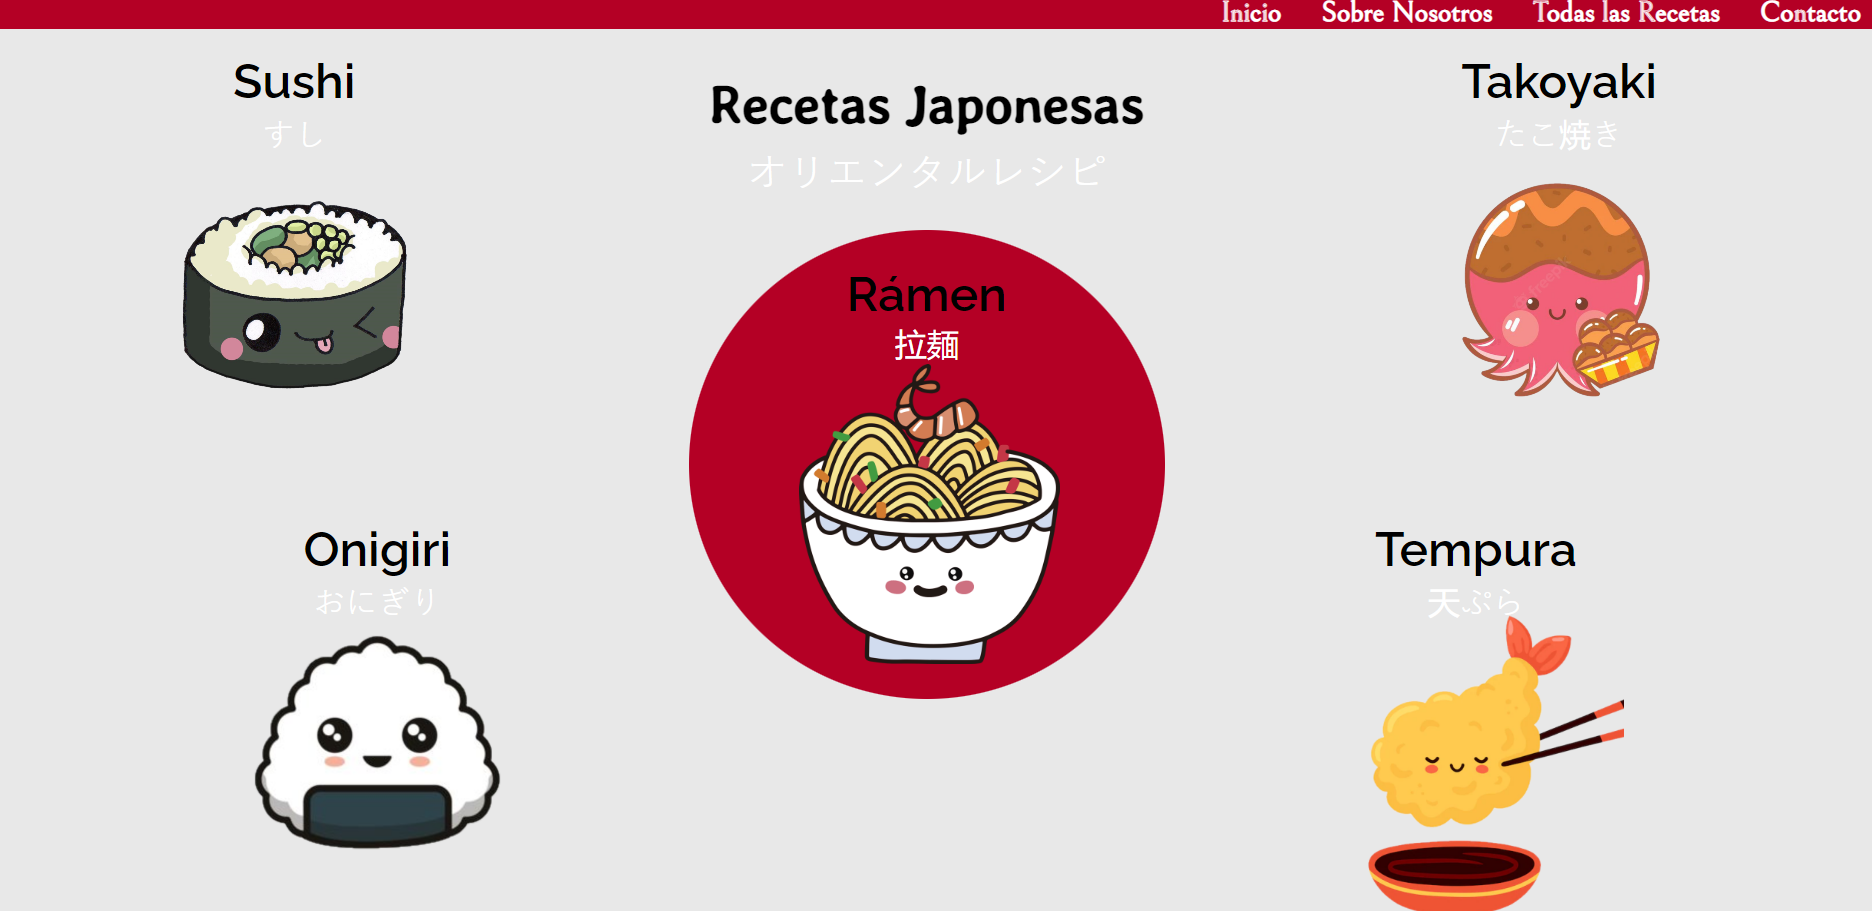 Inicio Sobre Nosotros Todas las Recetas Contacto
Sushi
すし
Recetas Japonesas
オリエンタルレシピ
Takoyaki
たこ焼き
Rámen
拉麺
Onigiri
おにぎり
Tempura
天ぷら